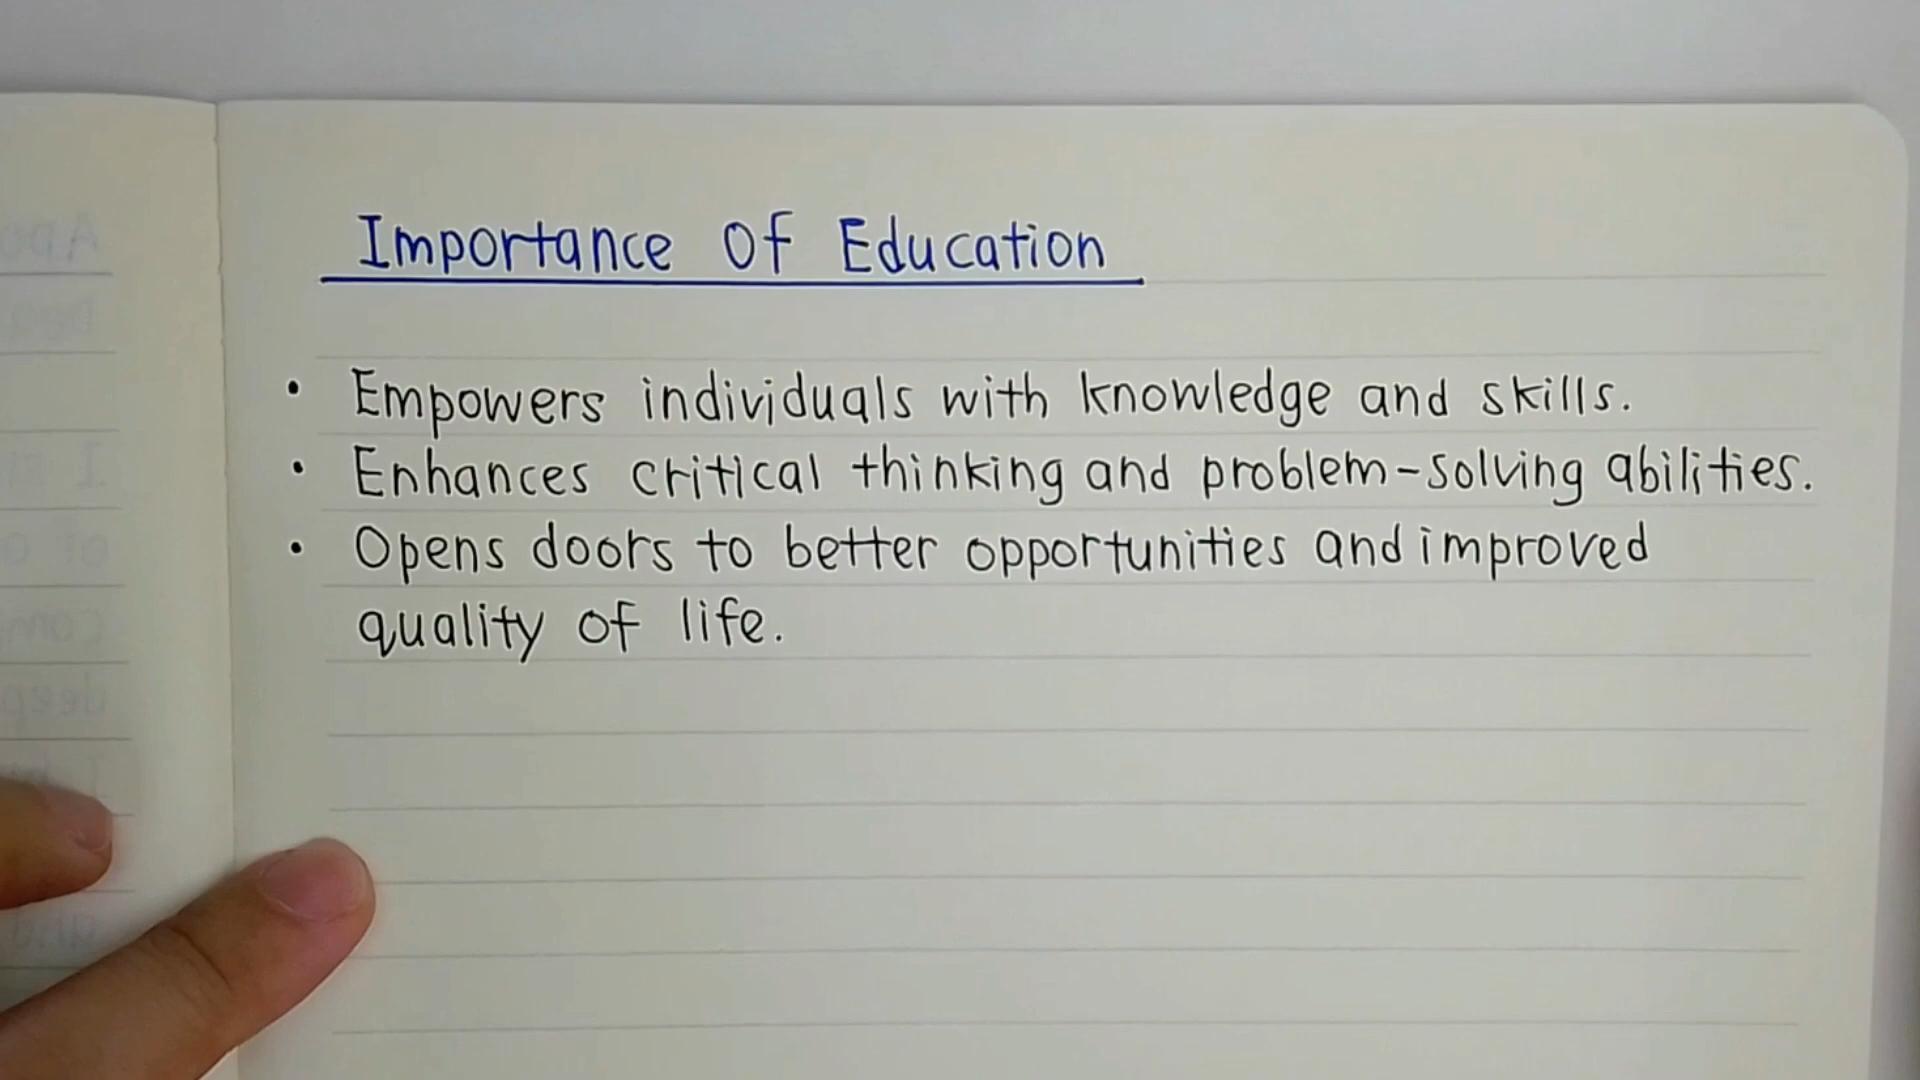 Importance Of Education
• Empowers individuals with knowledge and skills.
• Enhances critical thinking and problem-solving abilities.
• Opens doors to better opportunities and improved
quality of life.